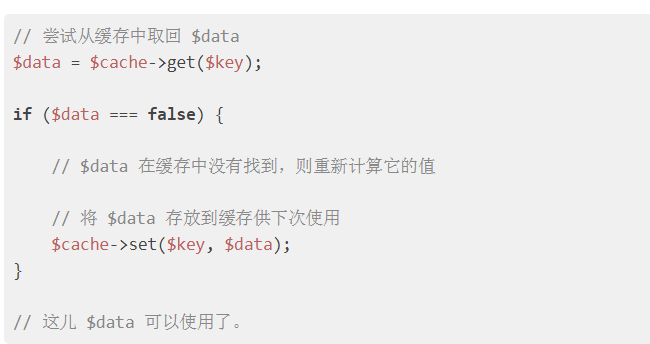 // 尝试从缓存中取回 $data
$data = $cache->get($key);
if ($data === false) {
// $data 在缓存中没有找到，则重新计算它的值
// 将 $data 存放到缓存供下次使用
$cache->set($key, $data);
}
// 这儿 $data 可以使用了。